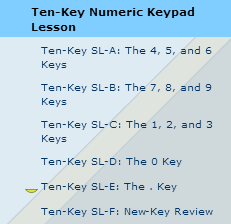 Ten-Key Numeric Keypad
Lesson
Ten-Key SL-A: The 4, 5, and 6
Keys
Ten-Key SL-B: The 7, 8, and 9
Keys
Ten-Key SL-C: The 1, 2, and 3
Keys
Ten-Key SL-D: The 0 Key
Ten-Key SL-E: The . Key
Ten-Key SL-F: New-Key Review